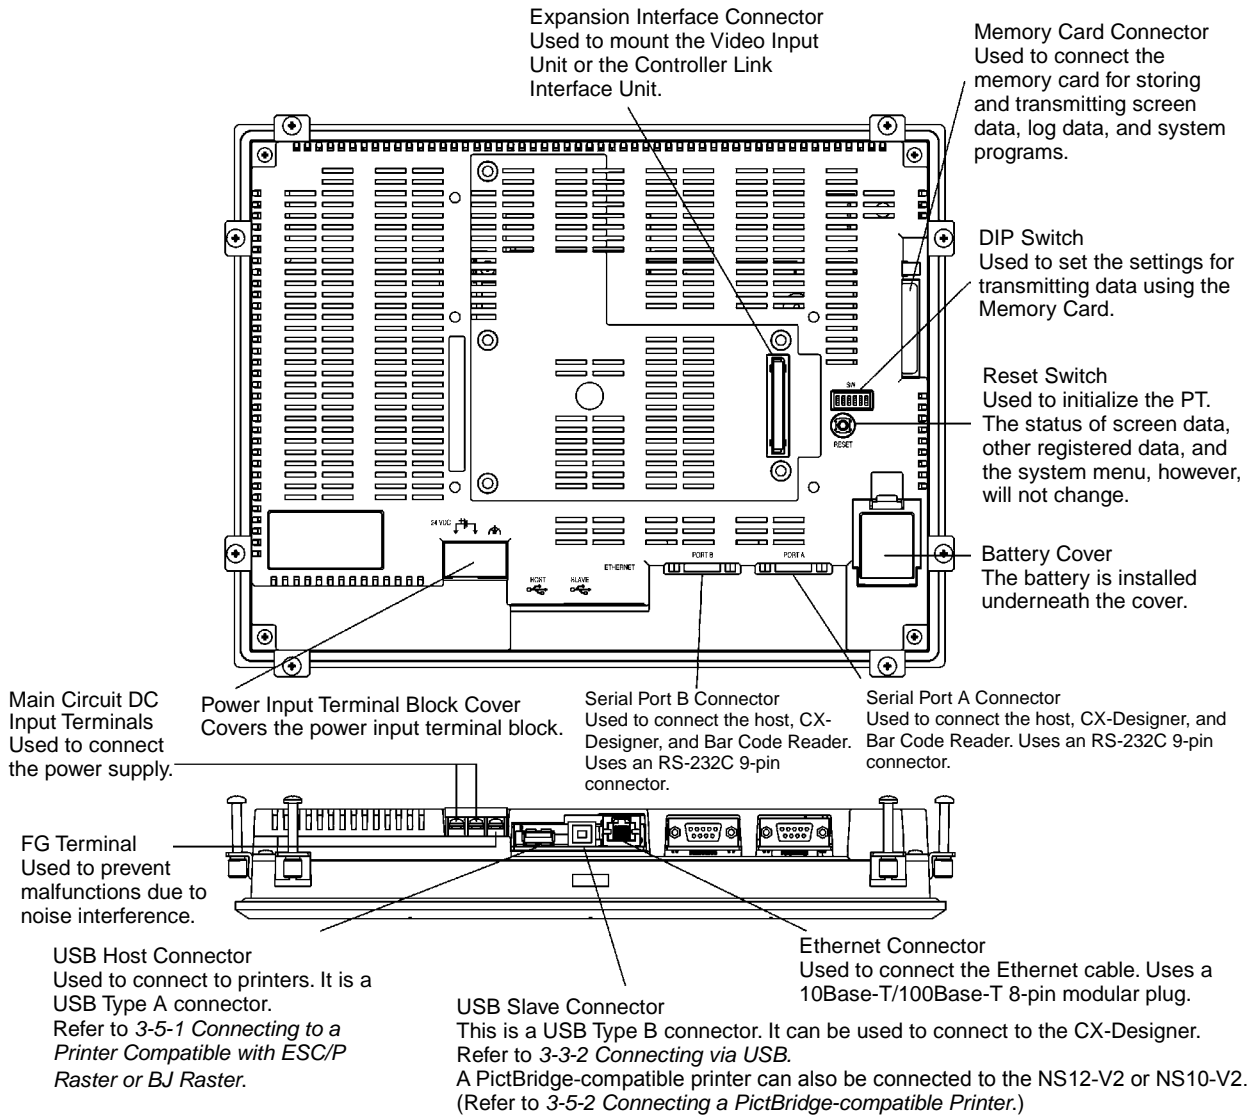 Expansion Interface Connector
Used to mount the Video Input
Unit or the Controller Link
Interface Unit.
Memory Card Connector
Used to connect the
memory card for storing
and transmitting screen
data, log data, and system
programs.
DIP Switch
Used to set the settings for
transmitting data using the
Memory Card.
SW
Reset Switch
Used to initialize the PT.
The status of screen data,
other registered data, and
the system menu, however,
will not change.
RESET
24 VDC
HOST
SLAVE
ETHERNET
PORT B
PORT A
Battery Cover
The battery is installed
underneath the cover.
Main Circuit DC
Input Terminals
Used to connect
the power supply.
Power Input Terminal Block Cover
Covers the power input terminal block.
Serial Port B Connector
Used to connect the host, CX-
Designer, and Bar Code Reader.
Uses an RS-232C 9-pin
connector.
Serial Port A Connector
Used to connect the host, CX-Designer, and
Bar Code Reader. Uses an RS-232C 9-pin
connector.
FG Terminal
Used to prevent
malfunctions due to
noise interference.
USB Host Connector
Used to connect to printers. It is a
USB Type A connector.
Refer to 3-5-1 Connecting to a
Printer Compatible with ESC/P
Raster or BJ Raster.
USB Slave Connector
This is a USB Type B connector. It can be used to connect to the CX-Designer.
Refer to 3-3-2 Connecting via USB.
A PictBridge-compatible printer can also be connected to the NS12-V2 or NS10-V2.
(Refer to 3-5-2 Connecting a PictBridge-compatible Printer.)
Ethernet Connector
Used to connect the Ethernet cable. Uses a
10Base-T/100Base-T 8-pin modular plug.